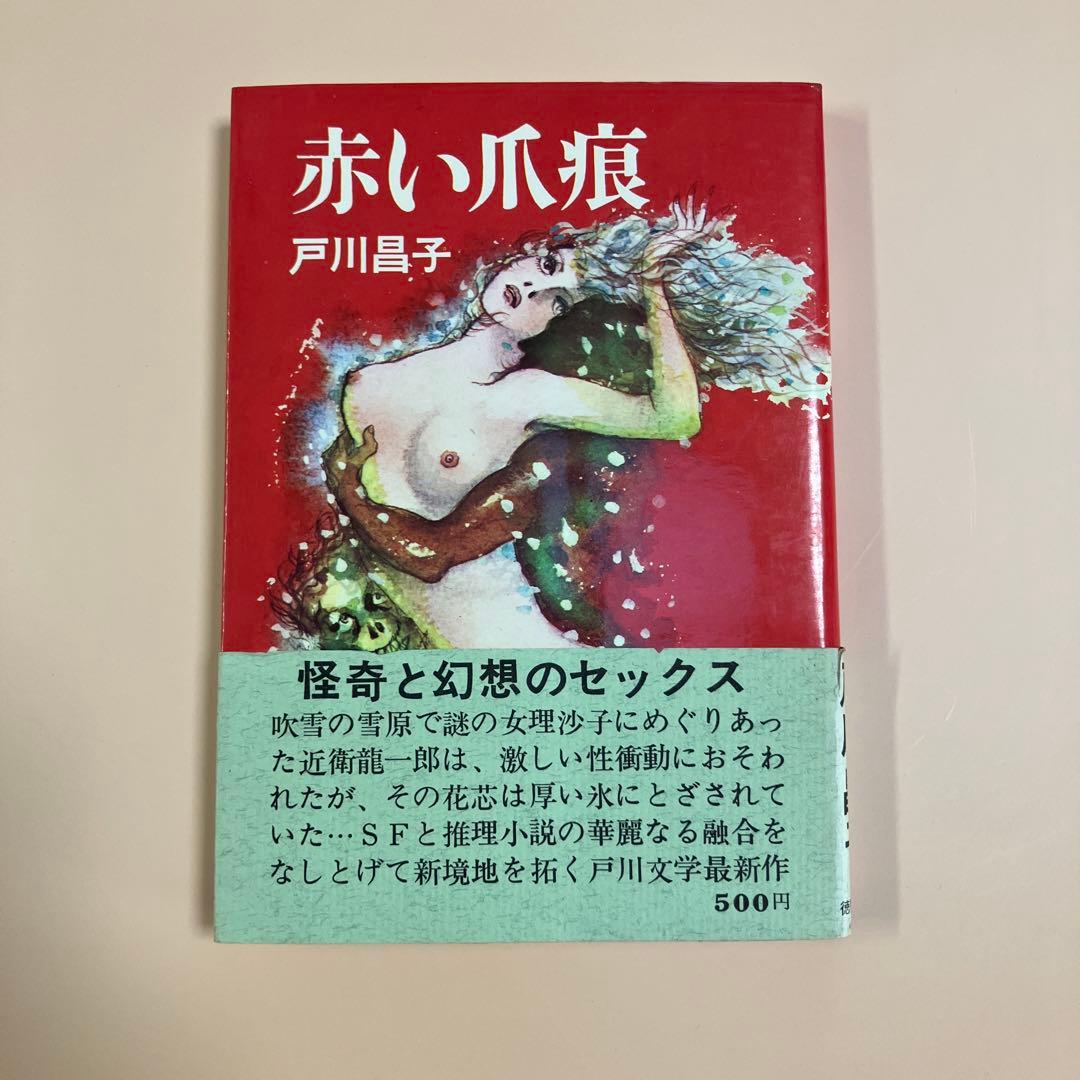 赤い爪痕
戸川昌子
怪奇と幻想のセックス
吹雪の雪原で謎の女理沙子にめぐりあっ
た近衛龍一郎は、激しい性衝動におそわ
れたが、その花芯は厚い氷にとざされて
いた…ＳＦと推理小説の華麗なる融合を
なしとげて新境地を拓く戸川文学最新作
500円
徳